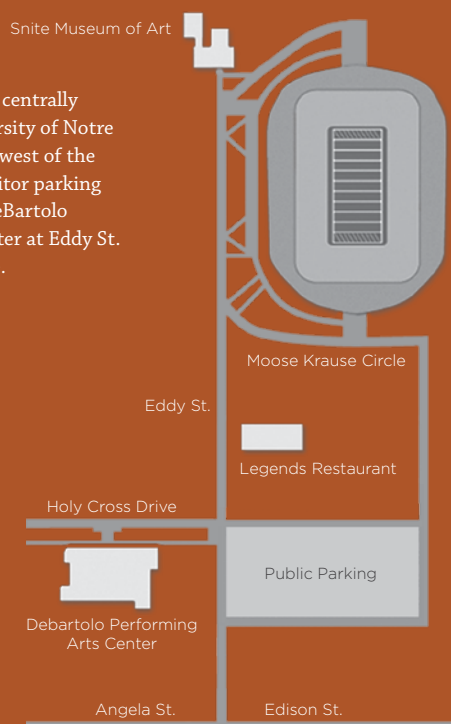 Snite Museum of Art
centrally
rsity of Notre
west of the
itor parking
eBartolo
ter at Eddy St.
.
Moose Krause Circle
Eddy St.
Legends Restaurant
Holy Cross Drive
Public Parking
Debartolo Performing
Arts Center
Angela St.
Edison St.